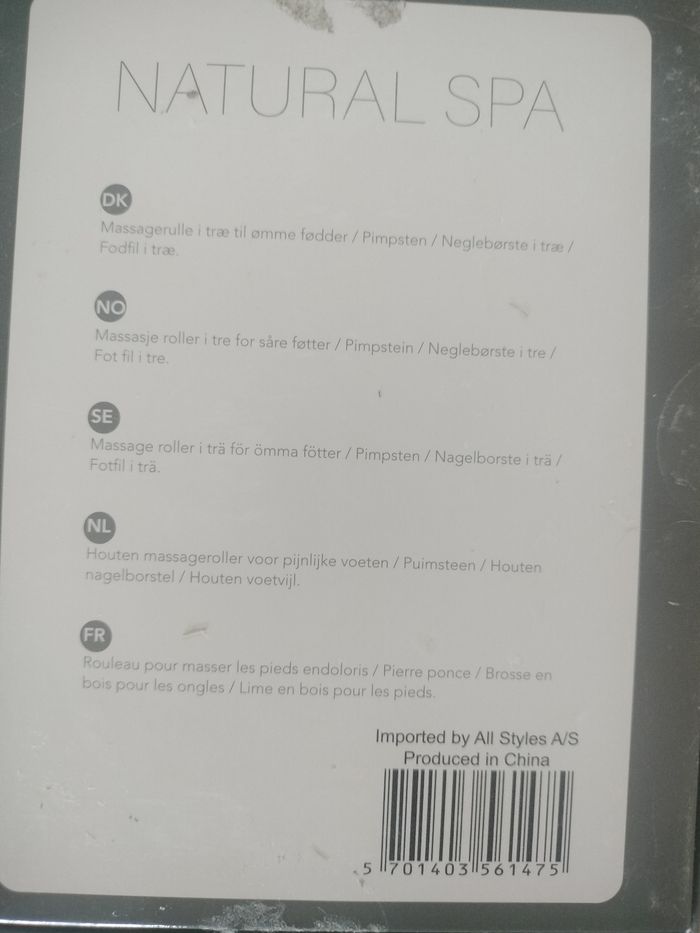 NATURAL SPA
DK
Massagerulle i træ til ømme fødder / Pimpsten / Neglebørste i træ /
Fodfil i træ.
NO
Massasje roller i tre for såre føtter / Pimpstein / Neglebørste i tre /
Fot fil i tre.
SE
Massage roller i trä för ömma fötter / Pimpsten / Nagelborste i trä /
Fotfil i trä.
NL
Houten massageroller voor pijnlijke voeten / Puimsteen / Houten
nagelborstel / Houten voetvijl.
FR
Rouleau pour masser les pieds endoloris / Pierre ponce / Brosse en
bois pour les ongles / Lime en bois pour les pieds.
Imported by All Styles A/S
Produced in China
5 701403 561475